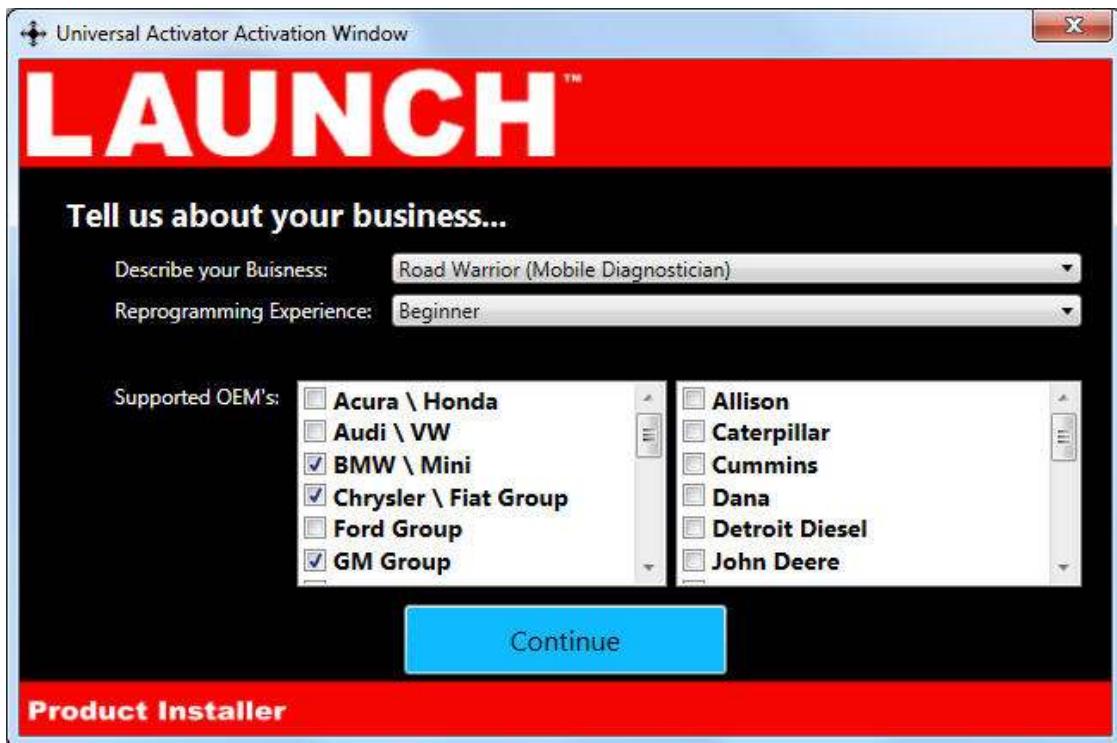 Universal Activator Activation Window
LAUNCH™
Tell us about your business...
Describe your Buisness: Road Warrior (Mobile Diagnostician)
Reprogramming Experience: Beginner
Supported OEM's:
Acura \ Honda
Audi \ VW
BMW \ Mini
Chrysler \ Fiat Group
Ford Group
GM Group
Allison
Caterpillar
Cummins
Dana
Detroit Diesel
John Deere
Continue
Product Installer